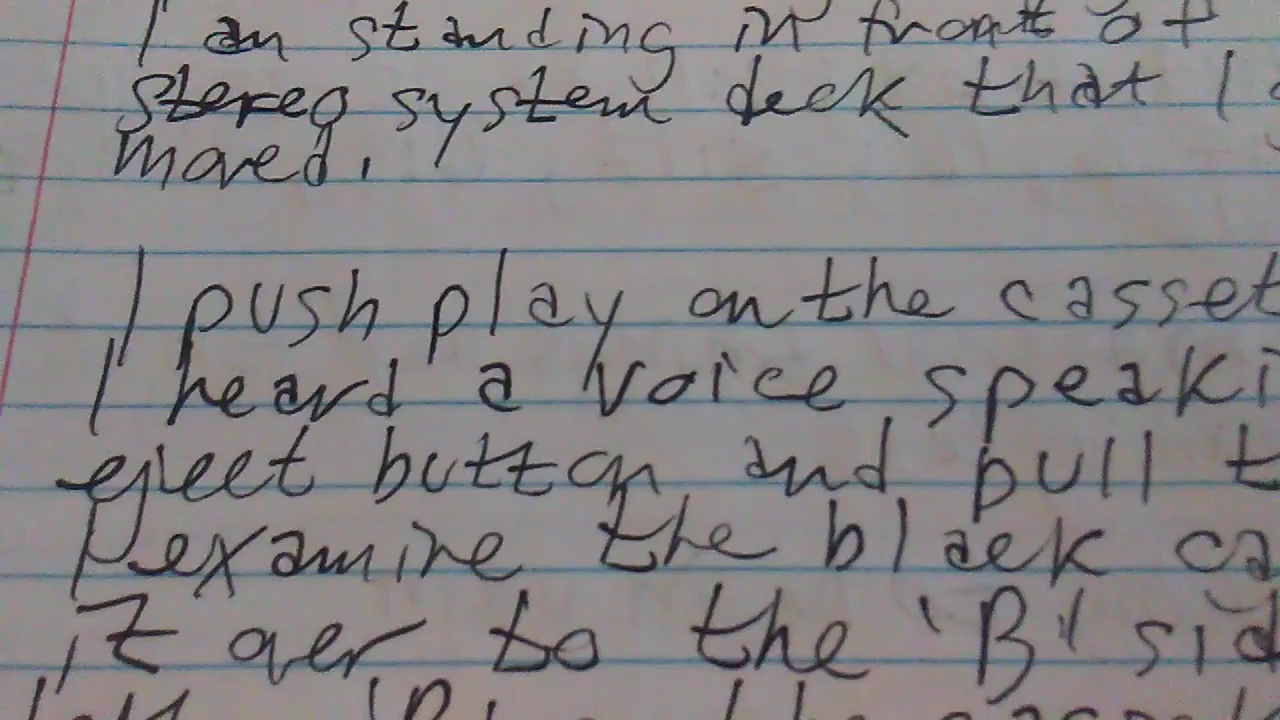 I am standing in front of
stereo system deck that I
moved.
I push play on the casset
I heard a voice speaki
eject button and pull t
I examine the black ca
it over to the 'B' sid